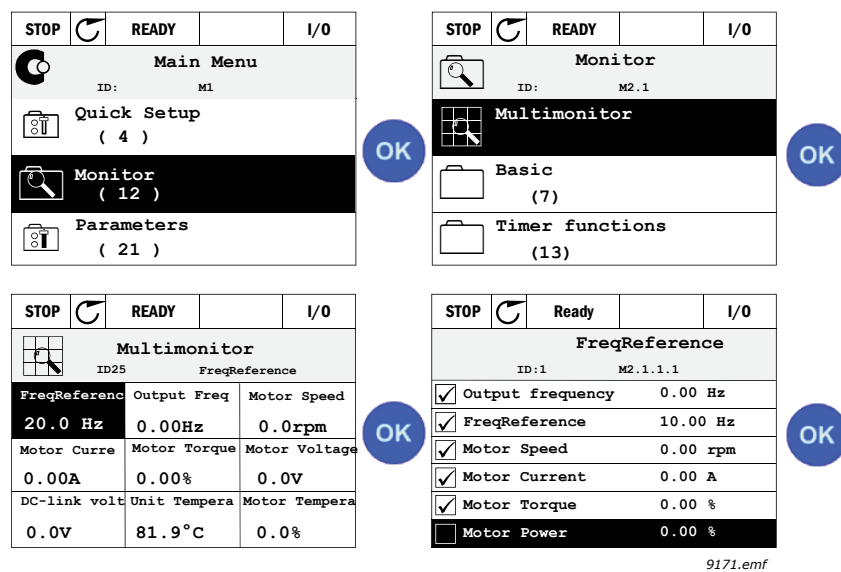 STOP READY I/O
Main Menu
ID: M1
Quick Setup
( 4 )
Monitor
( 12 )
Parameters
( 21 )
OK
STOP READY I/O
Monitor
ID: M2.1
Multimonitor
Basic
(7)
Timer functions
(13)
OK
STOP READY I/O
Multimonitor
ID25 FreqReference
FreqReferenc Output Freq Motor Speed
20.0 Hz 0.00Hz 0.0rpm
Motor Curre Motor Torque Motor Voltage
0.00A 0.00% 0.0V
DC-link volt Unit Tempera Motor Tempera
0.0V 81.9°C 0.0%
OK
STOP Ready I/O
FreqReference
ID:1 M2.1.1.1
Output frequency 0.00 Hz
FreqReference 10.00 Hz
Motor Speed 0.00 rpm
Motor Current 0.00 A
Motor Torque 0.00 %
Motor Power 0.00 %
OK
9171.emf